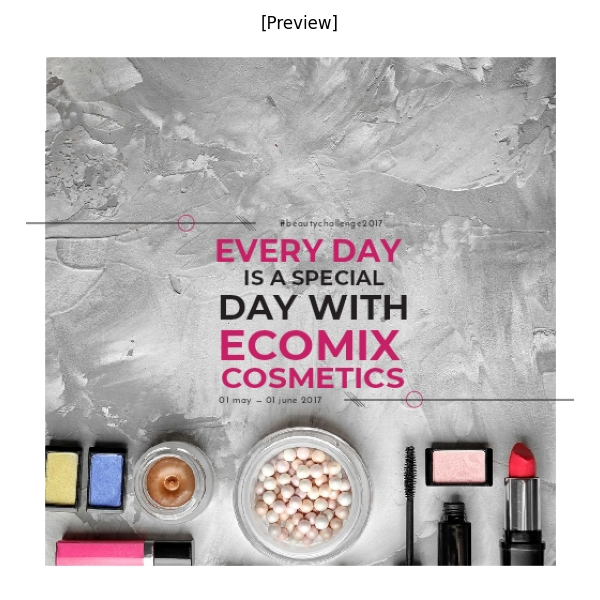 [Preview]
#beautychallenge2017
EVERY DAY
IS A SPECIAL
DAY WITH
ECOMIX
COSMETICS
01 may – 01 june 2017